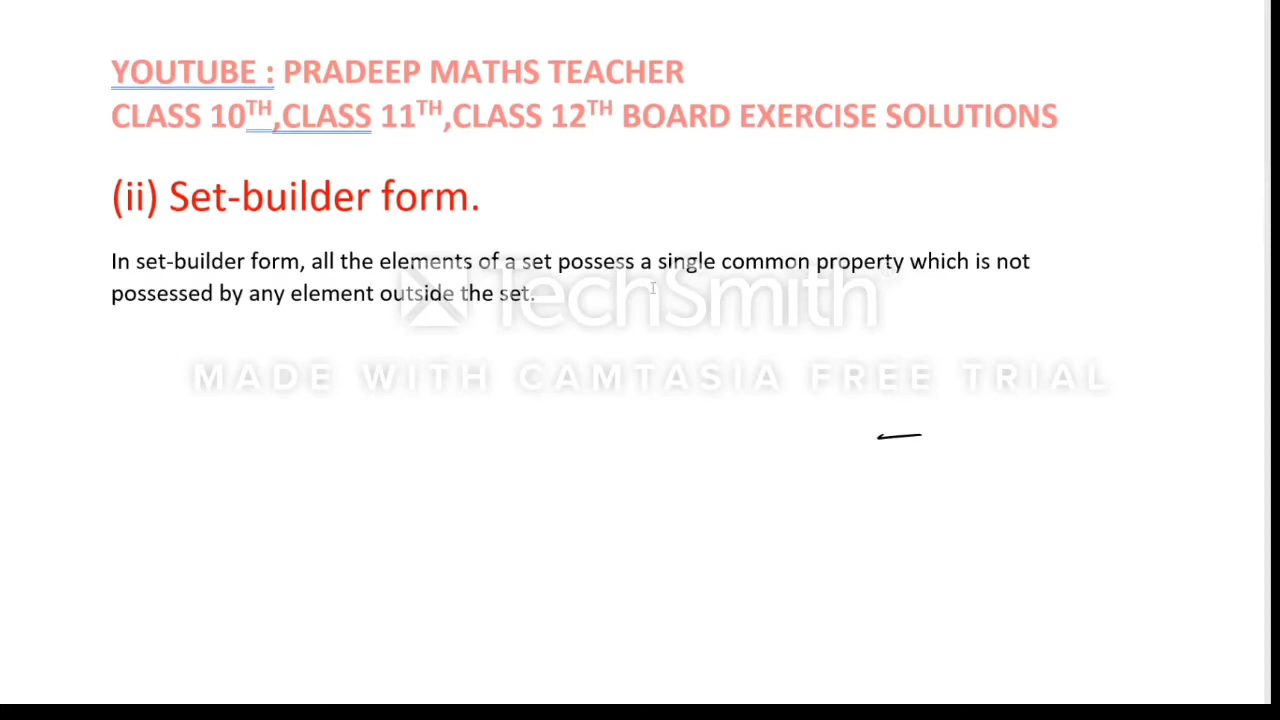 YOUTUBE : PRADEEP MATHS TEACHER
CLASS 10TH,CLASS 11TH,CLASS 12TH BOARD EXERCISE SOLUTIONS
(ii) Set-builder form.
In set-builder form, all the elements of a set possess a single common property which is not
possessed by any element outside the set.
TechSmith
MADE WITH CAMTASIA FREE TRIAL